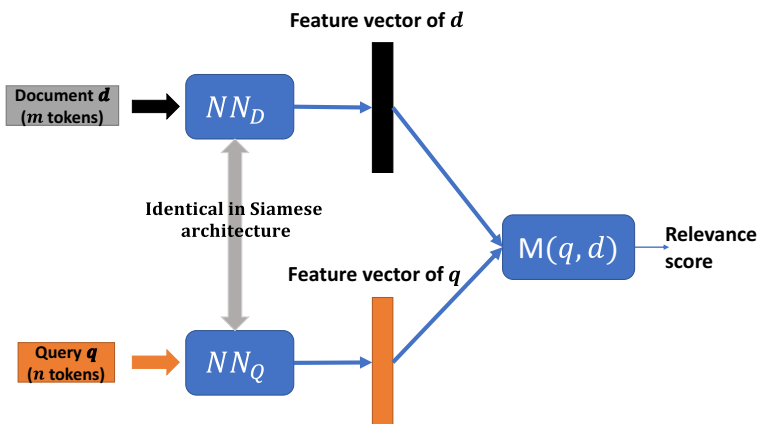 Feature vector of d
Document d
(m tokens)
NN_D
Identical in Siamese
architecture
M(q, d)
Relevance
score
Feature vector of q
Query q
(n tokens)
NN_Q